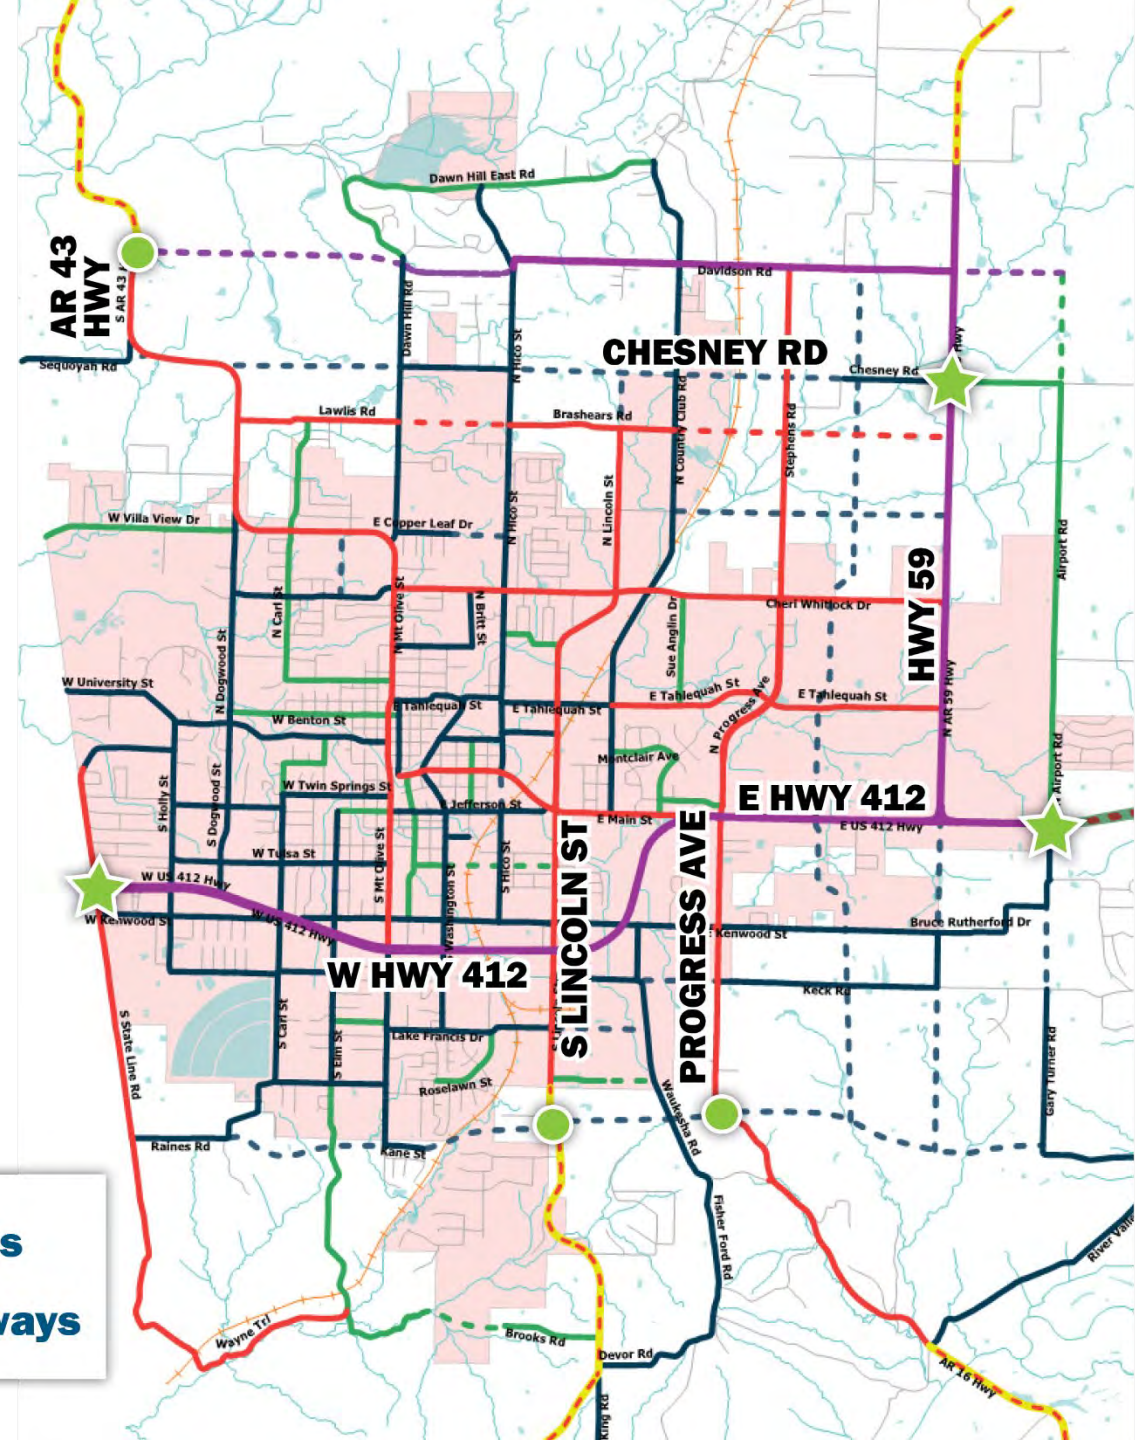 Dawn Hill East Rd
AR 43
HWY
S AR 43 H
Davidson Rd
Dawn Hill Rd
N Hico St
CHESNEY RD
Hwy
Sequoyah Rd
Chesney Rd
Lawlis Rd
Brashears Rd
N Country Club Rd
Stephens Rd
N Lincoln St
N Hico St
W Villa View Dr
E Copper Leaf Dr
Airport Rd
HWY 59
N Carl St
N Mt Olive St
N Britt St
Cheri Whitlock Dr
Sue Anglin Dr
N Dogwood St
W University St
E Tahlequah St
E Tahlequah St
E Tahlequah St
E Tahlequah St
N Progress Ave
N AR 59 Hwy
W Benton St
Montclair Ave
Airport Rd
W Twin Springs St
E HWY 412
S Holly St
S Dogwood St
E Jefferson St
E Main St
E US 412 Hwy
W Tulsa St
S Mt Olive St
S Hico St
S LINCOLN ST
PROGRESS AVE
W US 412 Hwy
Washington St
W Kenwood St
W US 412 Hwy
E Kenwood St
Bruce Rutherford Dr
W HWY 412
Keck Rd
S Carl St
S Elm St
S State Line Rd
Lake Francis Dr
Gary Turner Rd
Roselawn St
Waukesha Rd
Raines Rd
Kane St
Fisher Ford Rd
s
ways
Wayne Trl
Brooks Rd
Devor Rd
AR 16 Hwy
King Rd